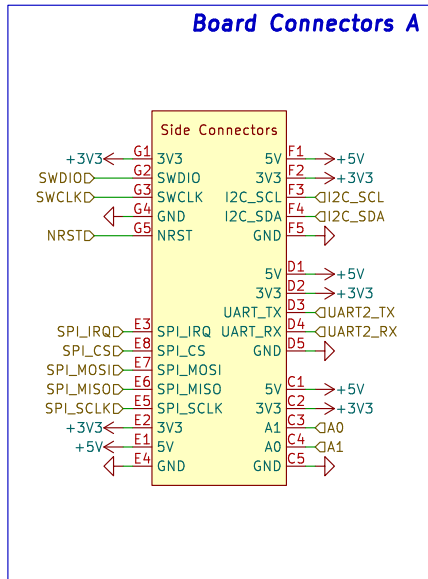 Board Connectors A
Side Connectors
+3V3 G1 3V3
SWDIO G2 SWDIO
SWCLK G3 SWCLK
G4 GND
NRST G5 NRST
5V F1 +5V
3V3 F2 +3V3
I2C_SCL F3 I2C_SCL
I2C_SDA F4 I2C_SDA
GND F5
5V D1 +5V
3V3 D2 +3V3
UART_TX D3 UART2_TX
UART_RX D4 UART2_RX
GND D5
SPI_IRQ E3 SPI_IRQ
SPI_CS E8 SPI_CS
SPI_MOSI E7 SPI_MOSI
SPI_MISO E6 SPI_MISO
SPI_SCLK E5 SPI_SCLK
+3V3 E2 3V3
+5V E1 5V
E4 GND
5V C1 +5V
3V3 C2 +3V3
A1 C3 A0
A0 C4 A1
GND C5